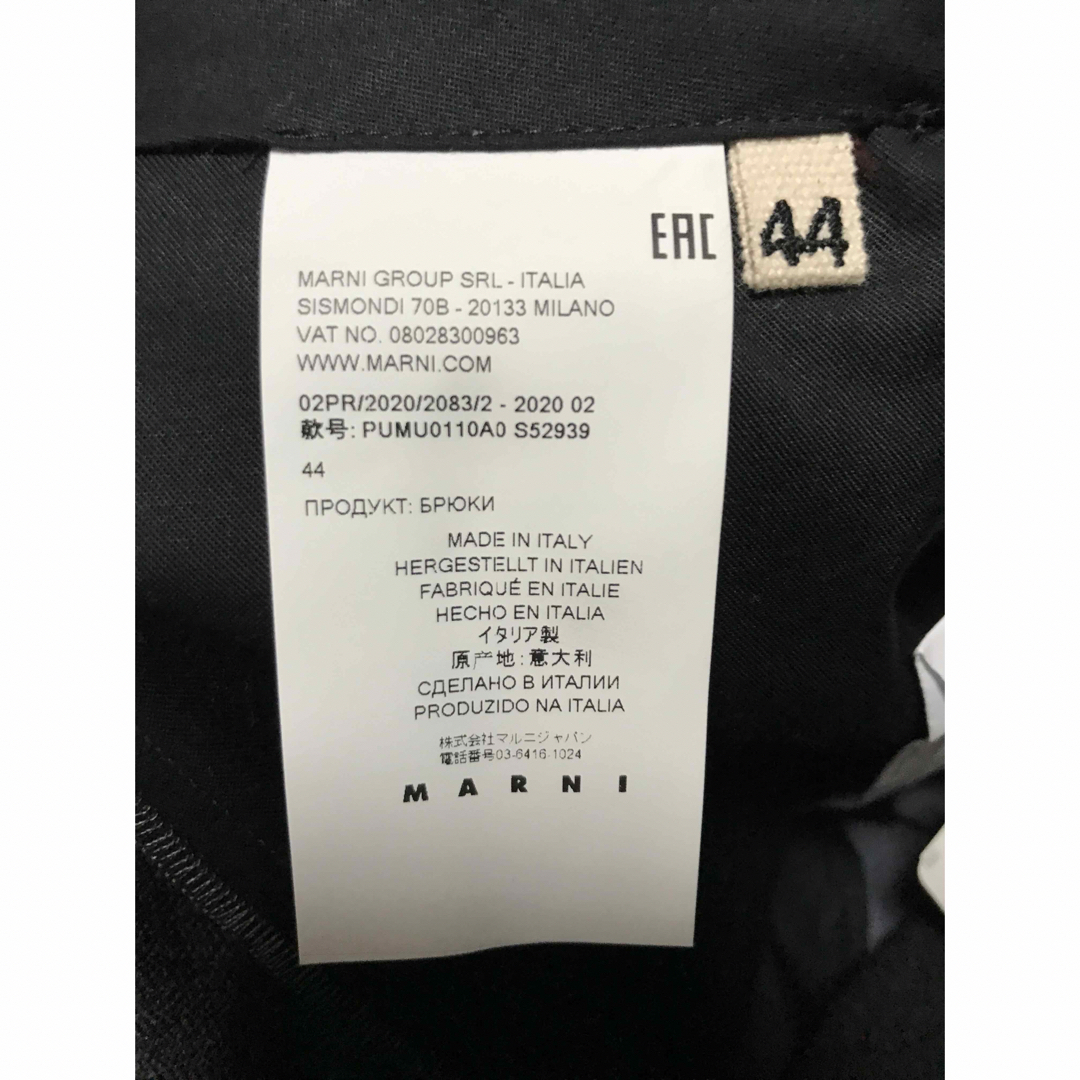 EAC
44
MARNI GROUP SRL - ITALIA
SISMONDI 70B - 20133 MILANO
VAT NO. 08028300963
WWW.MARNI.COM
02PR/2020/2083/2 - 2020 02
款号: PUMU0110A0 S52939
44
ПРОДУКТ: БРЮКИ
MADE IN ITALY
HERGESTELLT IN ITALIEN
FABRIQUÉ EN ITALIE
HECHO EN ITALIA
イタリア製
原产地:意大利
СДЕЛАНО В ИТАЛИИ
PRODUZIDO NA ITALIA
株式会社マルニジャパン
電話番号03-6416-1024
MARNI